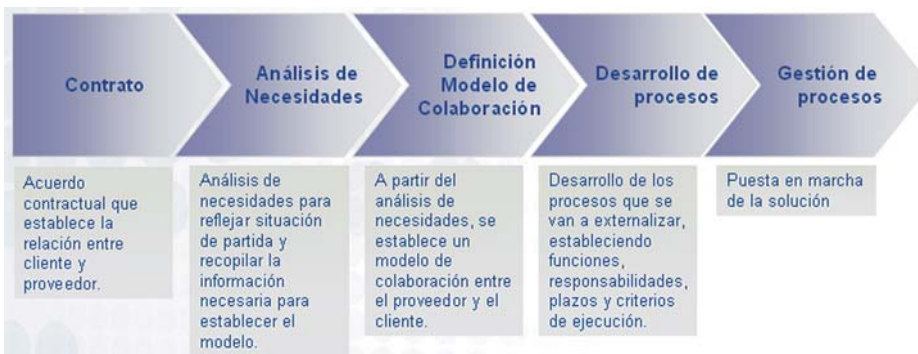 Contrato
Análisis de
Necesidades
Definición
Modelo de
Colaboración
Desarrollo de
procesos
Gestión de
procesos
Acuerdo
contractual que
establece la
relación entre
cliente y
proveedor.
Análisis de
necesidades para
reflejar situación
de partida y
recopilar la
información
necesaria para
establecer el
modelo.
A partir del
análisis de
necesidades, se
establece un
modelo de
colaboración entre
el proveedor y el
cliente.
Desarrollo de los
procesos que se
van a externalizar,
estableciendo
funciones,
responsabilidades,
plazos y criterios
de ejecución.
Puesta en marcha
de la solución